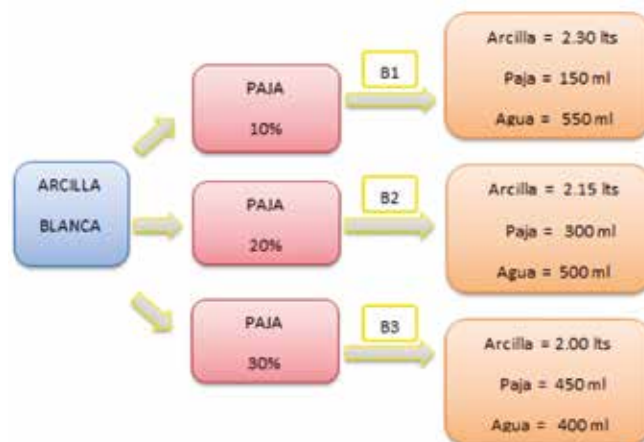 ARCILLA
BLANCA
PAJA
10%
B1
Arcilla = 2.30 lts
Paja = 150 ml
Agua = 550 ml
PAJA
20%
B2
Arcilla = 2.15 lts
Paja = 300 ml
Agua = 500 ml
PAJA
30%
B3
Arcilla = 2.00 lts
Paja = 450 ml
Agua = 400 ml